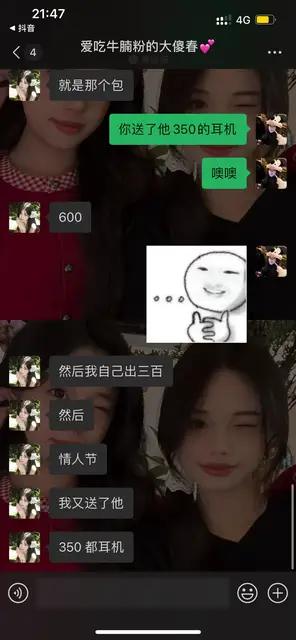 21:47
4G
抖音
4
爱吃牛腩粉的大傻春💕
就是那个包
你送了他350的耳机
噢噢
600
然后我自己出三百
然后
情人节
我又送了他
350 都耳机